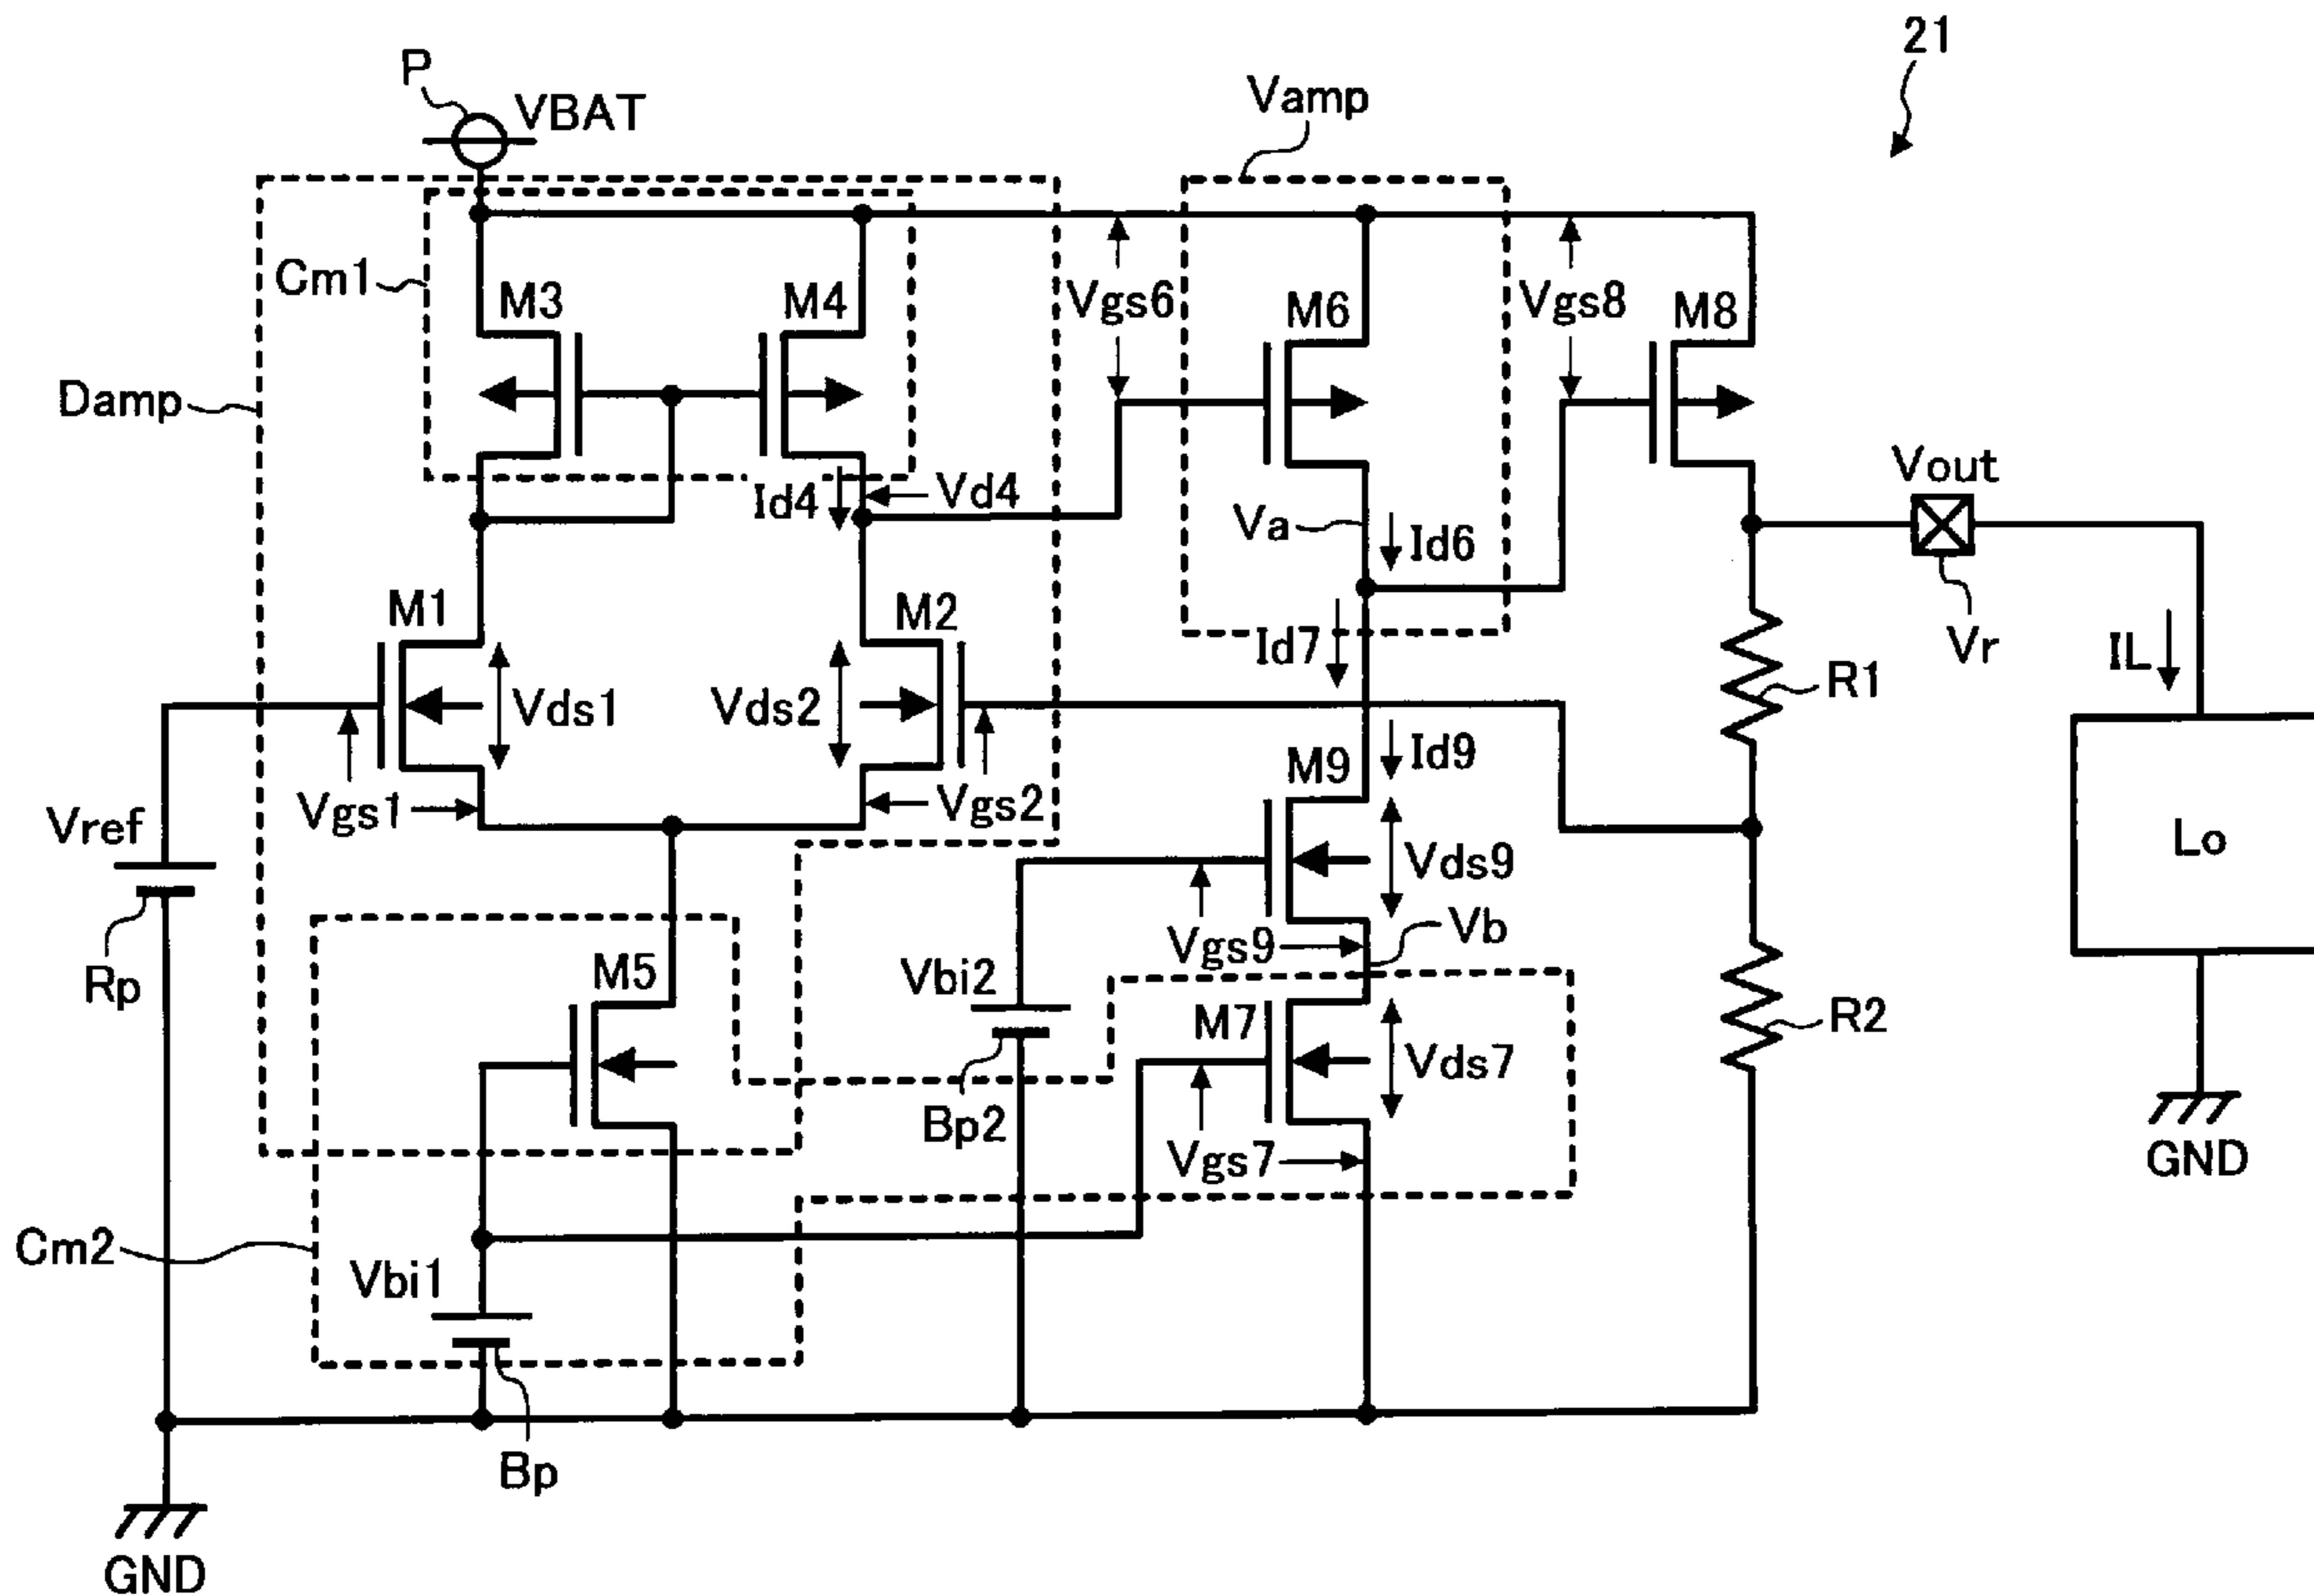 21
P
VBAT
Vamp
Cm1
M3
M4
Vgs6
M6
Vgs8
M8
Damp
Id4
Vd4
Va
Id6
Vout
M1
M2
Id7
Vr
IL
R1
Vds1
Vds2
Id9
M9
Vgs1
Vgs2
Vref
Vds9
Lo
Vgs9
Vb
Rp
M5
Vbi2
M7
R2
Vds7
Bp2
Vgs7
GND
Cm2
Vbi1
Bp
GND